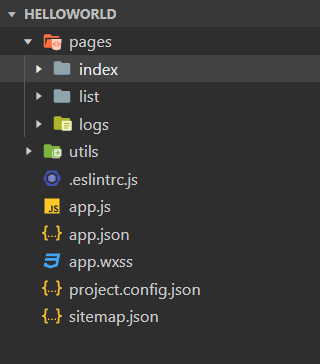 HELLOWORLD
pages
index
list
logs
utils
.eslintrc.js
JS app.js
{..} app.json
app.wxss
{..} project.config.json
{..} sitemap.json